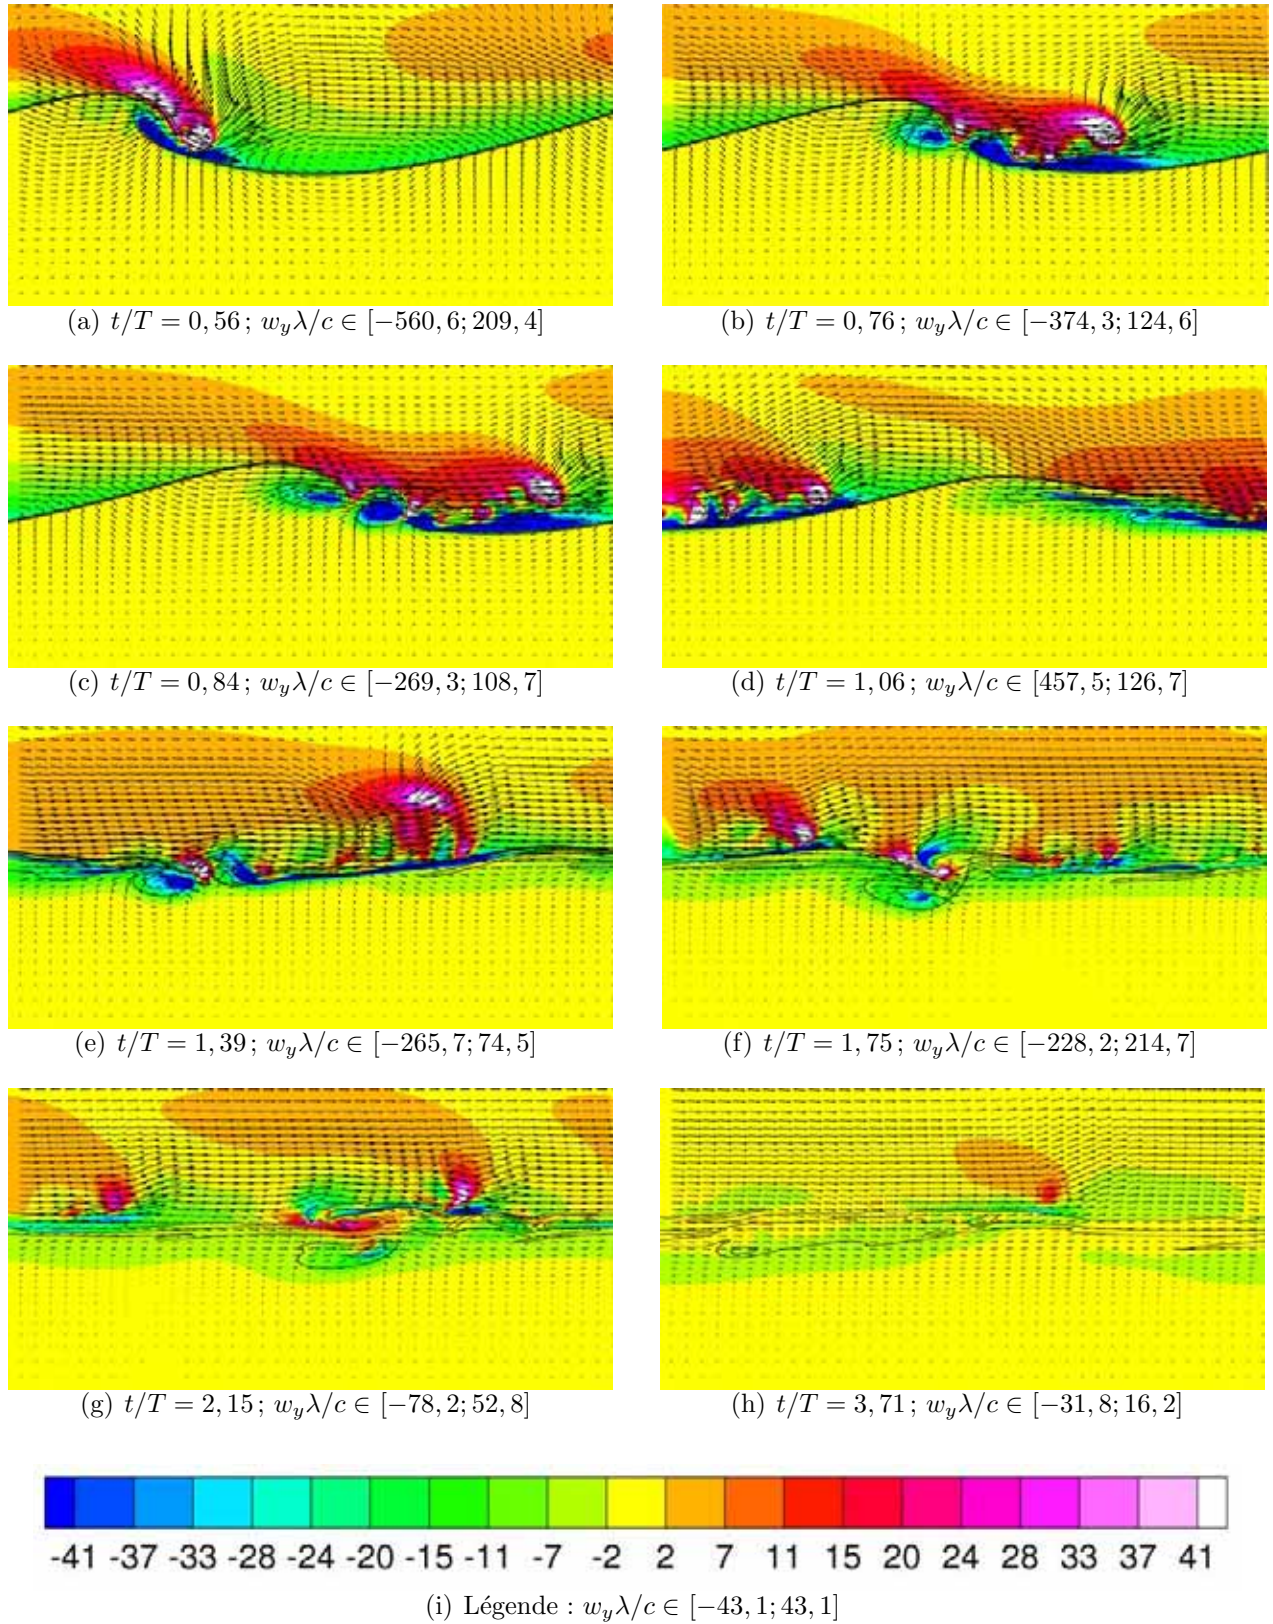 (a) t/T = 0, 56 ; w_yλ/c ∈ [−560, 6; 209, 4]
(b) t/T = 0, 76 ; w_yλ/c ∈ [−374, 3; 124, 6]
(c) t/T = 0, 84 ; w_yλ/c ∈ [−269, 3; 108, 7]
(d) t/T = 1, 06 ; w_yλ/c ∈ [457, 5; 126, 7]
(e) t/T = 1, 39 ; w_yλ/c ∈ [−265, 7; 74, 5]
(f) t/T = 1, 75 ; w_yλ/c ∈ [−228, 2; 214, 7]
(g) t/T = 2, 15 ; w_yλ/c ∈ [−78, 2; 52, 8]
(h) t/T = 3, 71 ; w_yλ/c ∈ [−31, 8; 16, 2]
-41 -37 -33 -28 -24 -20 -15 -11 -7 -2 2 7 11 15 20 24 28 33 37 41
(i) Légende : w_yλ/c ∈ [−43, 1; 43, 1]